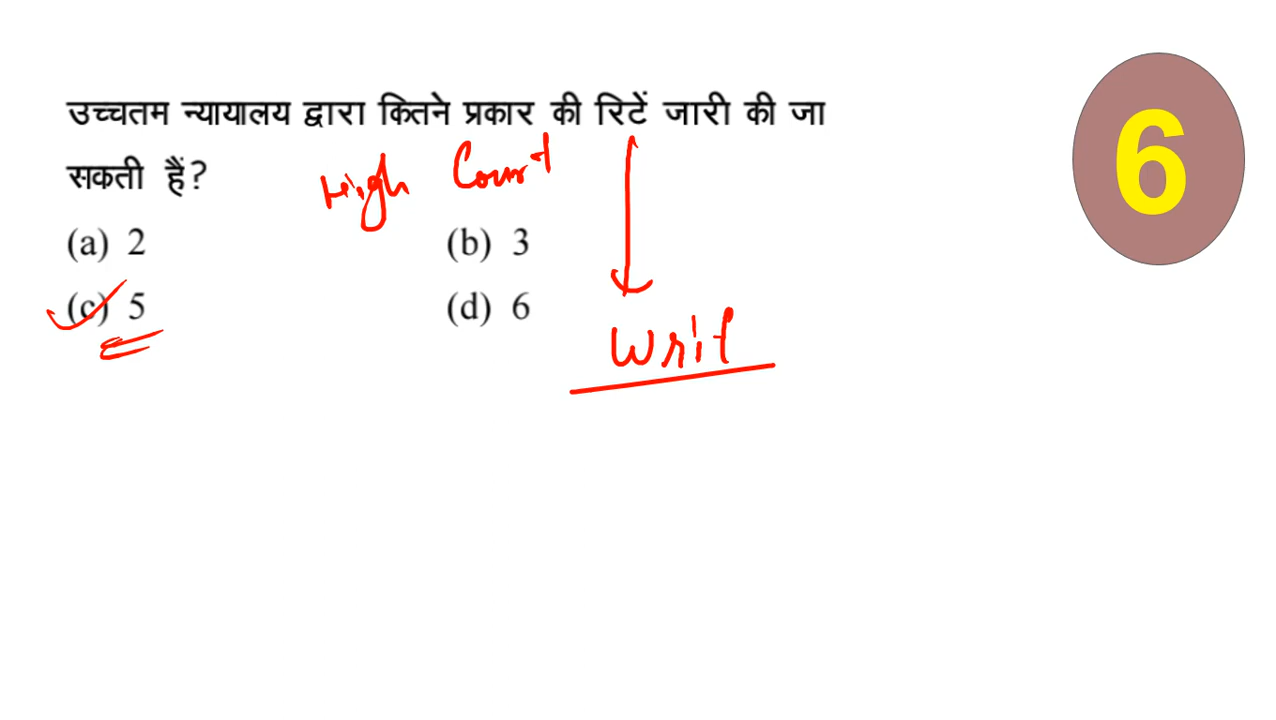 उच्चतम न्यायालय द्वारा कितने प्रकार की रिटें जारी की जा
सकती हैं?
High Court
(a) 2
(b) 3
(c) 5
(d) 6
Writ
6